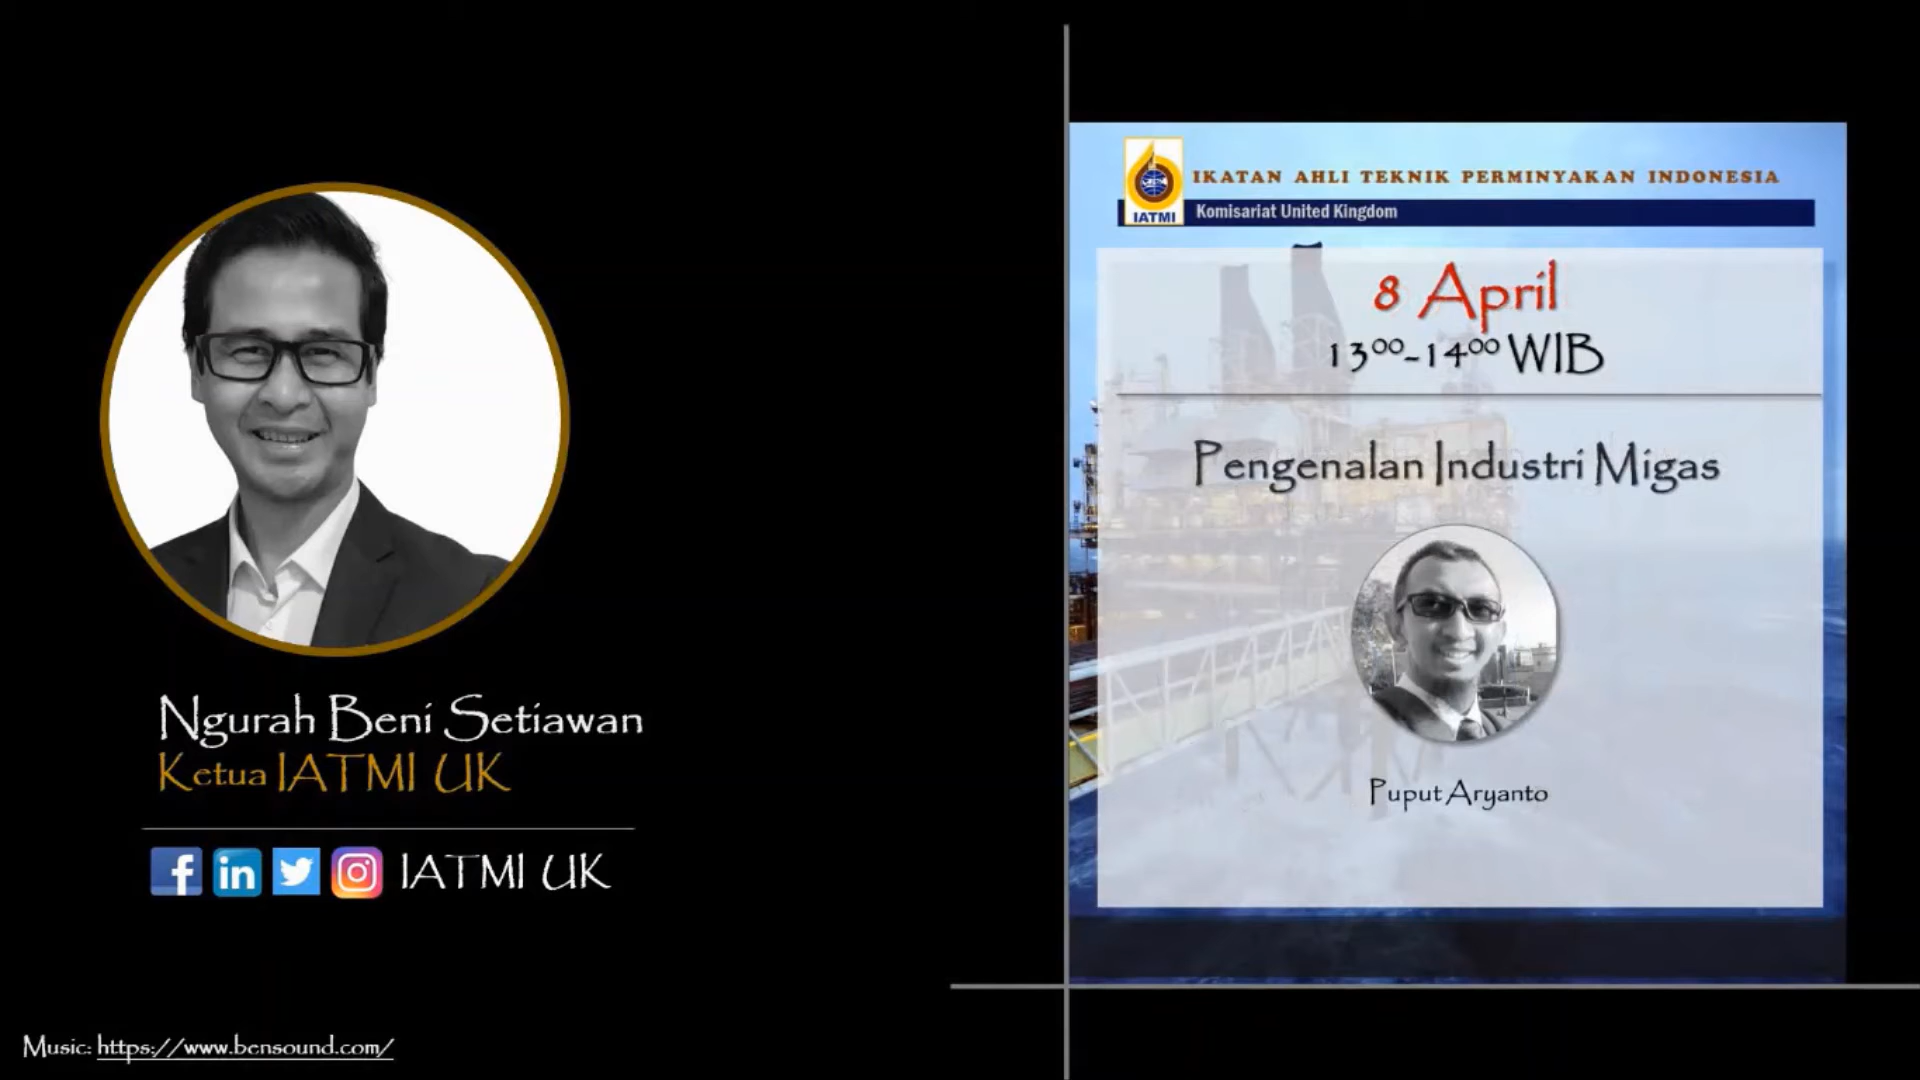 Ngurah Beni Setiawan
Ketua IATMI UK
IATMI UK
Music: https://www.bensound.com/
IATMI
IKATAN AHLI TEKNIK PERMINYAKAN INDONESIA
Komisariat United Kingdom
8 April
13⁰⁰-14⁰⁰ WIB
Pengenalan Industri Migas
Puput Aryanto